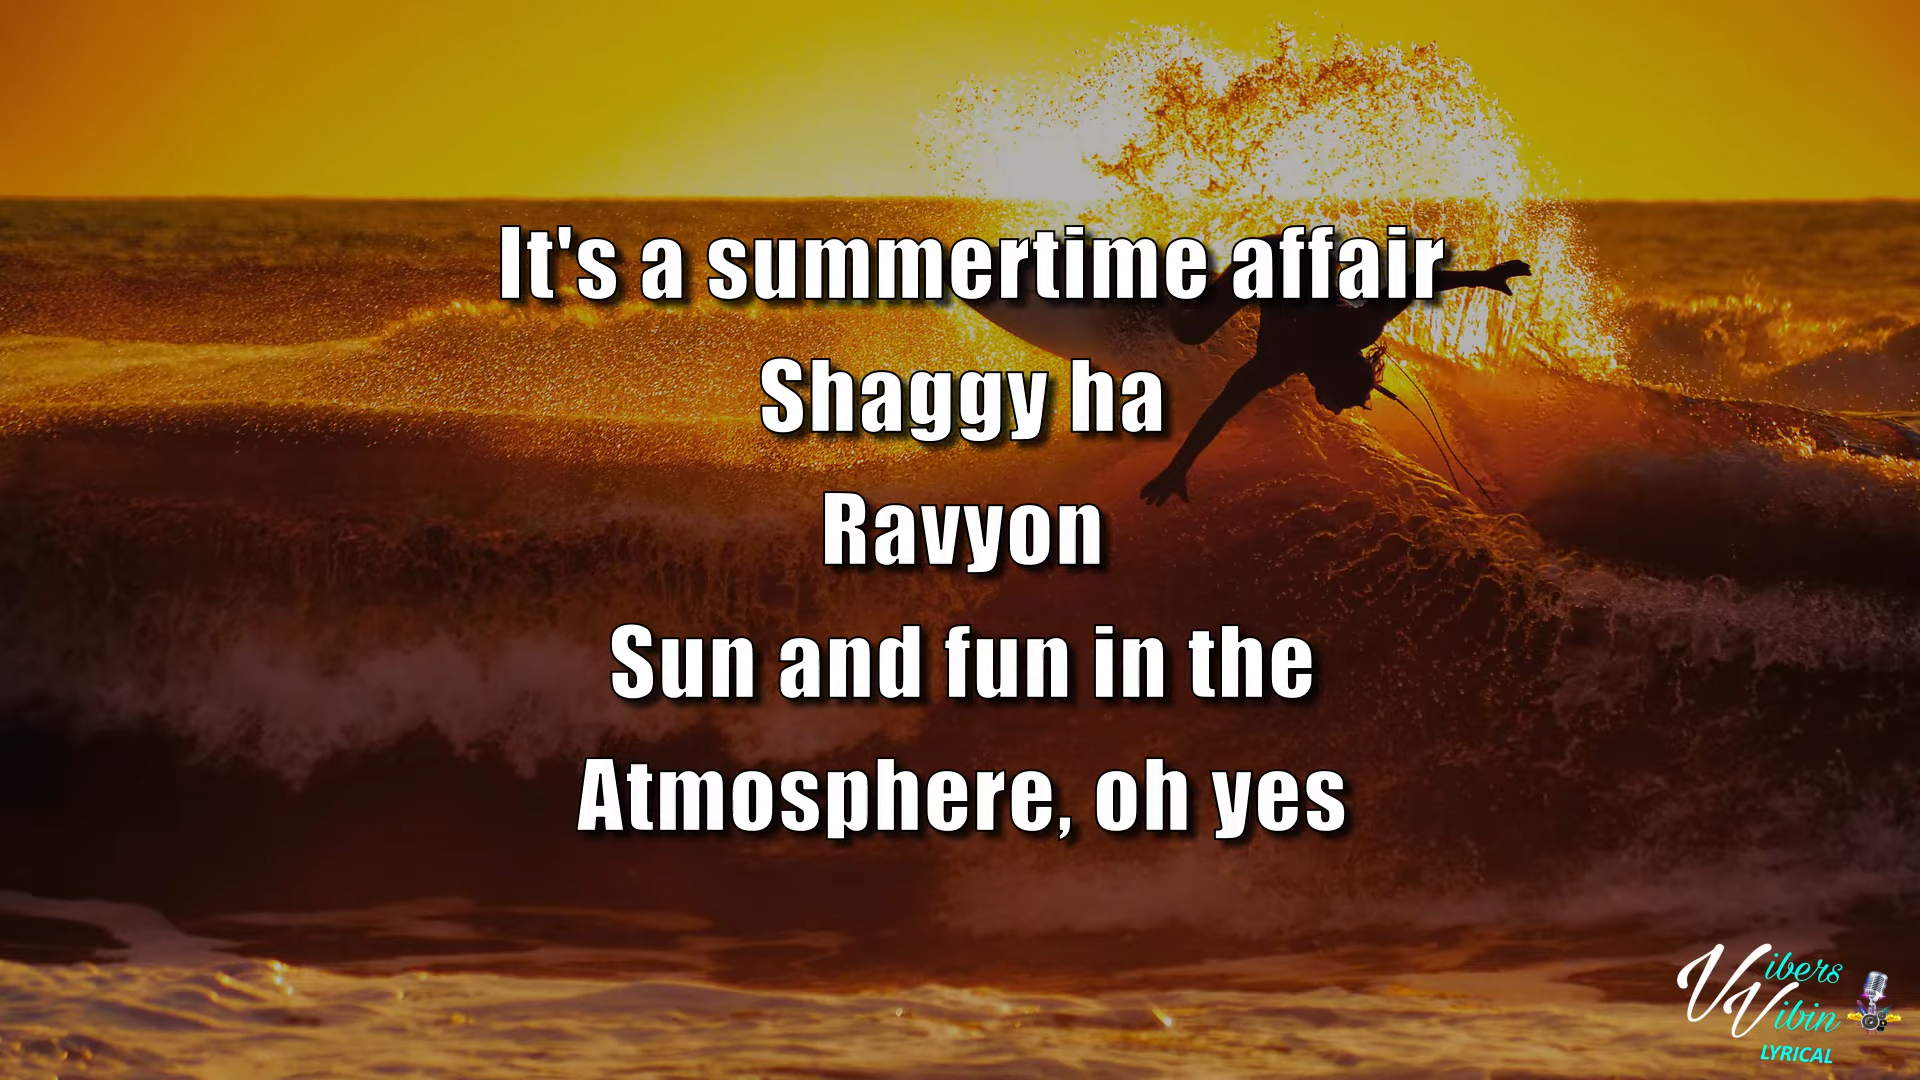 It's a summertime affair
Shaggy ha
Ravyon
Sun and fun in the
Atmosphere, oh yes
Vibers
Vibin
LYRICAL